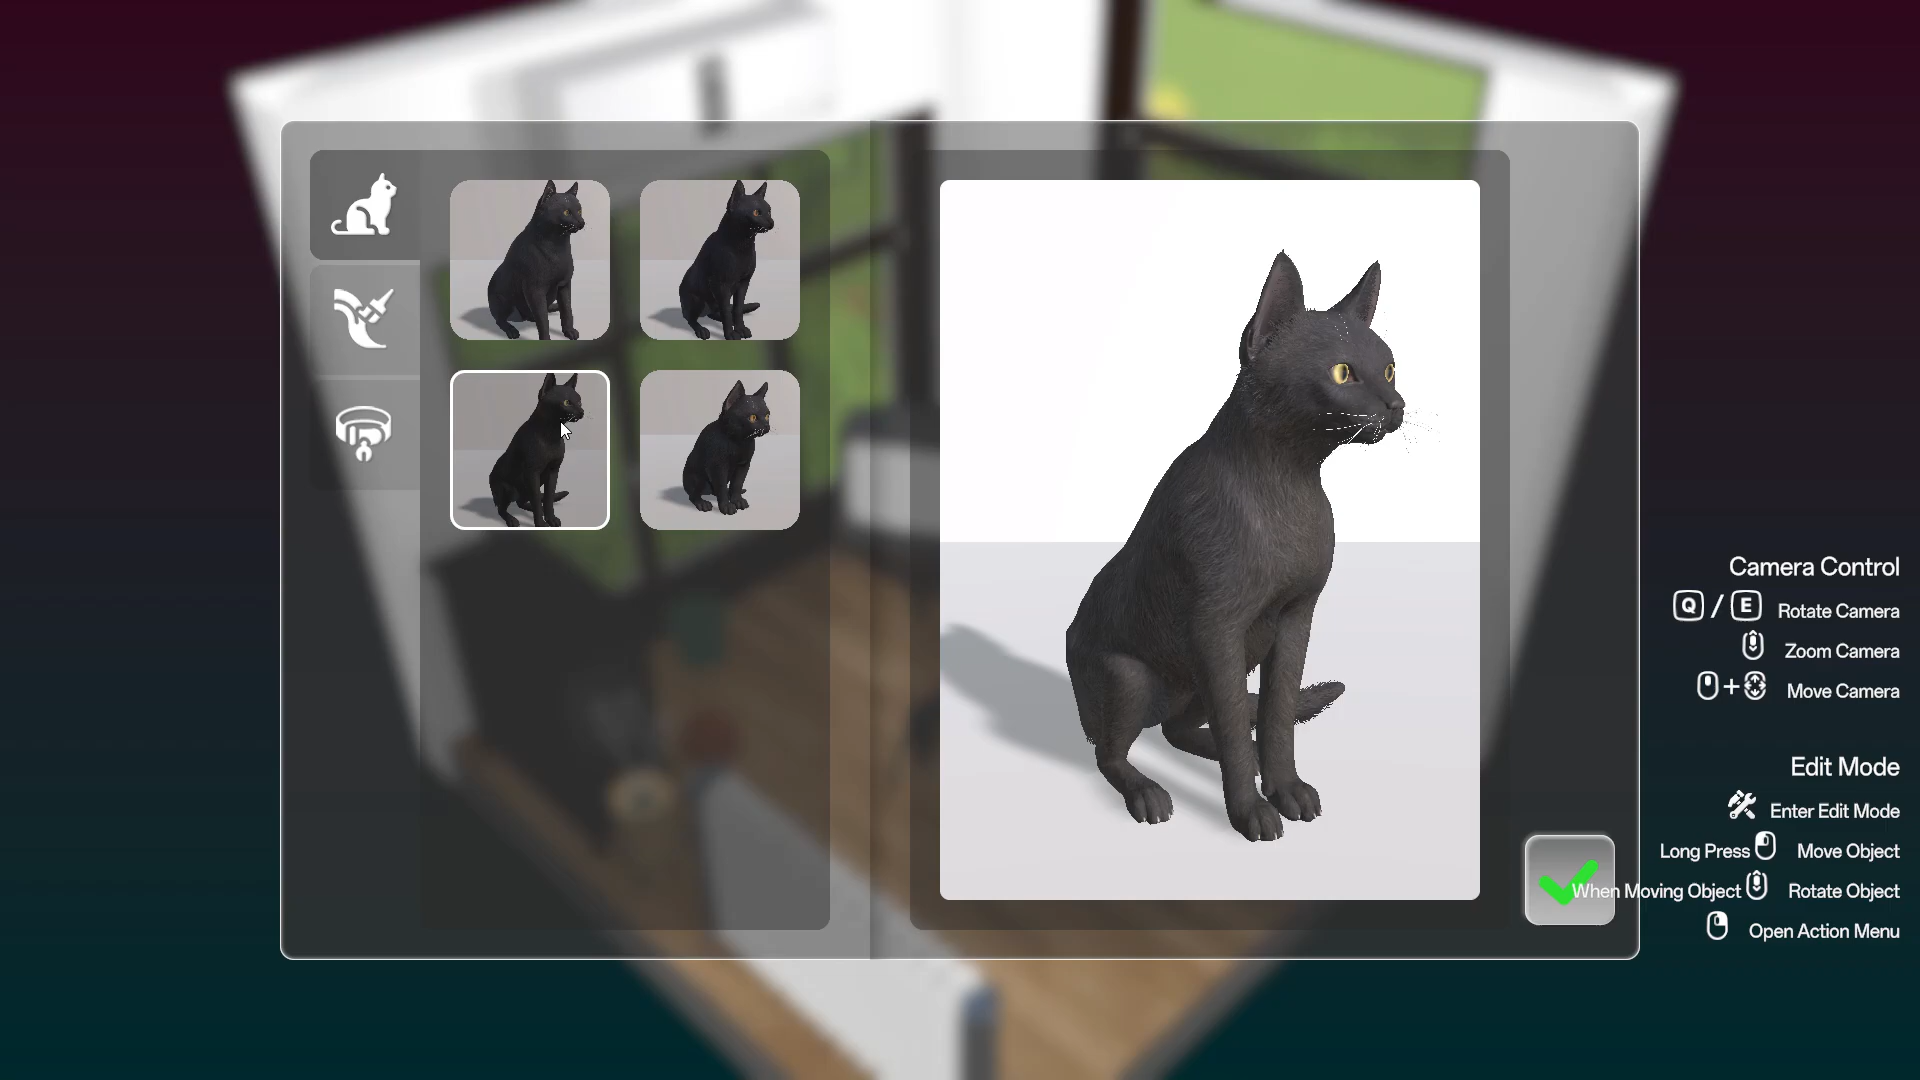 Camera Control
Q / E Rotate Camera
Zoom Camera
+ Move Camera
Edit Mode
Enter Edit Mode
Long Press Move Object
When Moving Object Rotate Object
Open Action Menu